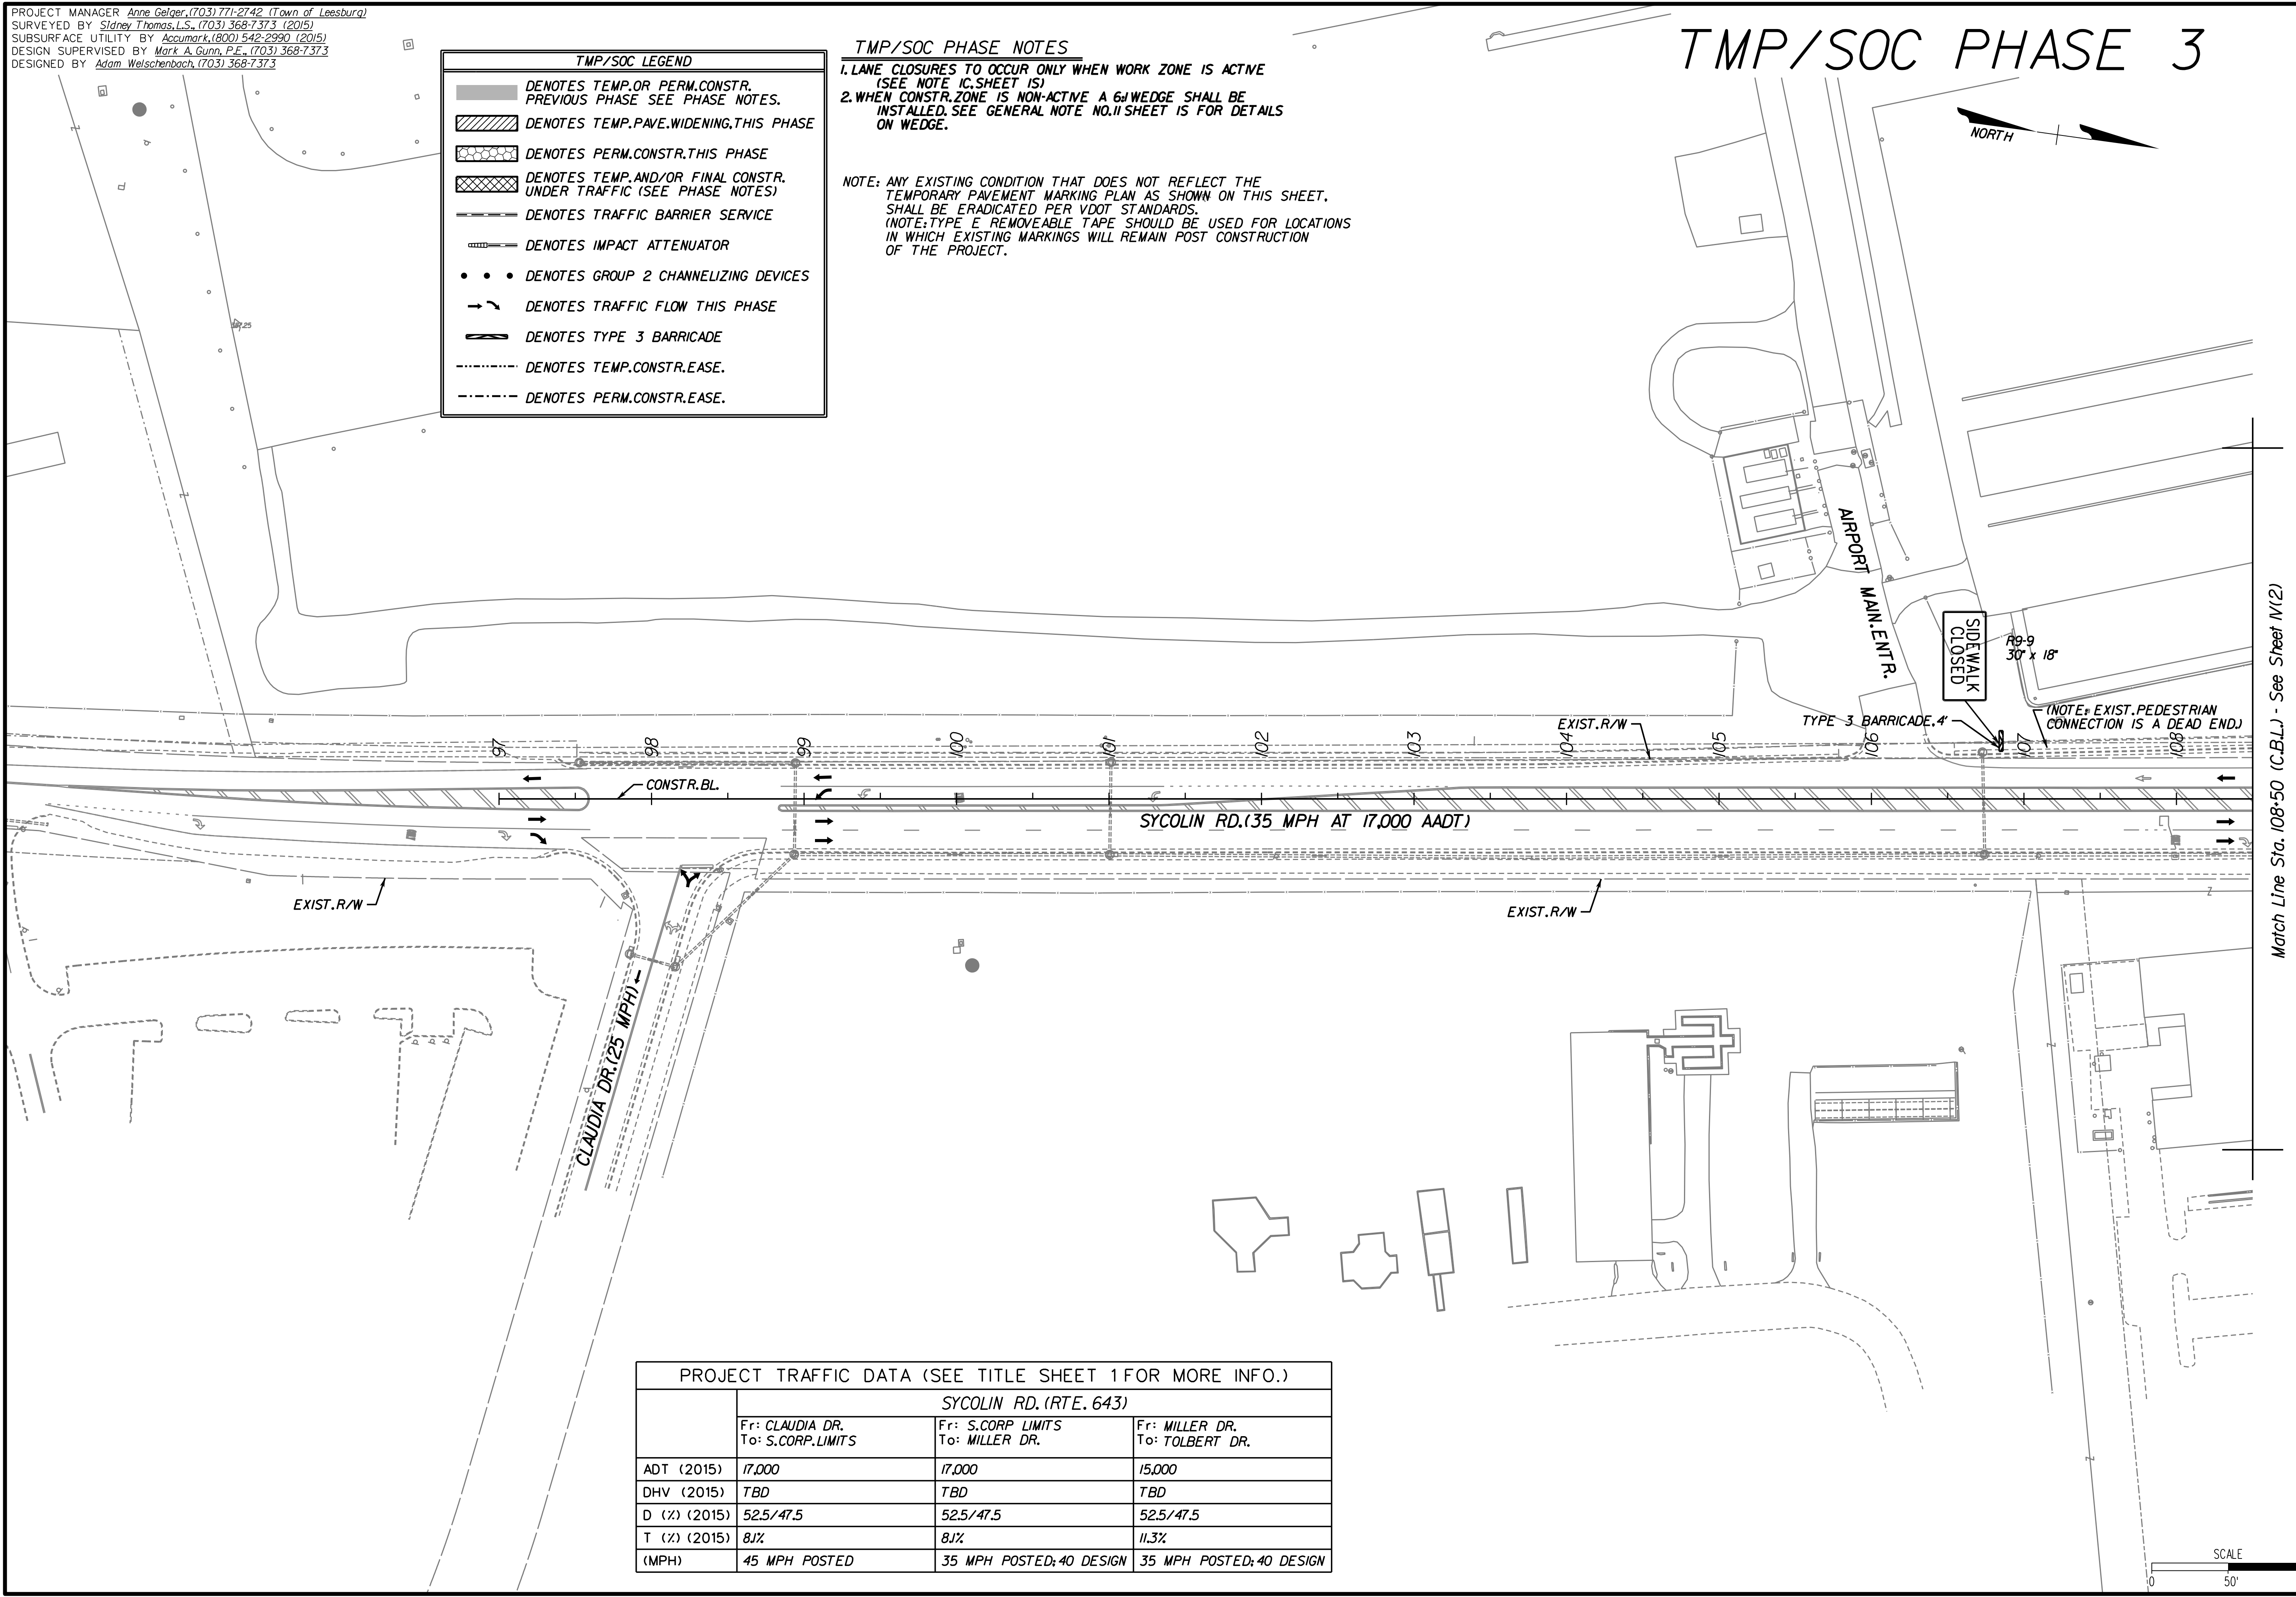 PROJECT MANAGER Anne Geiger, (703) 771-2742 (Town of Leesburg)
SURVEYED BY Sidney Thomas, L.S., (703) 368-7373 (2015)
SUBSURFACE UTILITY BY Accumark, (800) 542-2990 (2015)
DESIGN SUPERVISED BY Mark A. Gunn, P.E., (703) 368-7373
DESIGNED BY Adam Welschenbach, (703) 368-7373
TMP/SOC PHASE 3
TMP/SOC LEGEND
DENOTES TEMP. OR PERM. CONSTR.
PREVIOUS PHASE SEE PHASE NOTES.
DENOTES TEMP. PAVE. WIDENING, THIS PHASE
DENOTES PERM. CONSTR. THIS PHASE
DENOTES TEMP. AND/OR FINAL CONSTR.
UNDER TRAFFIC (SEE PHASE NOTES)
DENOTES TRAFFIC BARRIER SERVICE
DENOTES IMPACT ATTENUATOR
DENOTES GROUP 2 CHANNELIZING DEVICES
DENOTES TRAFFIC FLOW THIS PHASE
DENOTES TYPE 3 BARRICADE
DENOTES TEMP. CONSTR. EASE.
DENOTES PERM. CONSTR. EASE.
TMP/SOC PHASE NOTES
1. LANE CLOSURES TO OCCUR ONLY WHEN WORK ZONE IS ACTIVE
(SEE NOTE 1C, SHEET 1S)
2. WHEN CONSTR. ZONE IS NON-ACTIVE A 6:1 WEDGE SHALL BE
INSTALLED. SEE GENERAL NOTE NO. 11 SHEET 1S FOR DETAILS
ON WEDGE.
NOTE: ANY EXISTING CONDITION THAT DOES NOT REFLECT THE
TEMPORARY PAVEMENT MARKING PLAN AS SHOWN ON THIS SHEET,
SHALL BE ERADICATED PER VDOT STANDARDS.
(NOTE: TYPE E REMOVEABLE TAPE SHOULD BE USED FOR LOCATIONS
IN WHICH EXISTING MARKINGS WILL REMAIN POST CONSTRUCTION
OF THE PROJECT.
NORTH
AIRPORT MAIN. ENTR.
SIDEWALK
CLOSED
R9-9
30" x 18"
TYPE 3 BARRICADE, 4'
(NOTE: EXIST. PEDESTRIAN
CONNECTION IS A DEAD END.)
EXIST. R/W
97 98 99 100 101 102 103 104 105 106 107 108
CONSTR. BL.
SYCOLIN RD. (35 MPH AT 17,000 AADT)
EXIST. R/W
EXIST. R/W
CLAUDIA DR. (25 MPH)
Match Line Sta. 108+50 (C.B.L.) - See Sheet 1V(2)
PROJECT TRAFFIC DATA (SEE TITLE SHEET 1 FOR MORE INFO.)
SYCOLIN RD. (RTE. 643)
Fr: CLAUDIA DR. Fr: S.CORP LIMITS Fr: MILLER DR.
To: S.CORP. LIMITS To: MILLER DR. To: TOLBERT DR.
ADT (2015) 17,000 17,000 15,000
DHV (2015) TBD TBD TBD
D (%) (2015) 52.5/47.5 52.5/47.5 52.5/47.5
T (%) (2015) 8.1% 8.1% 11.3%
(MPH) 45 MPH POSTED 35 MPH POSTED; 40 DESIGN 35 MPH POSTED; 40 DESIGN
SCALE
0 50'